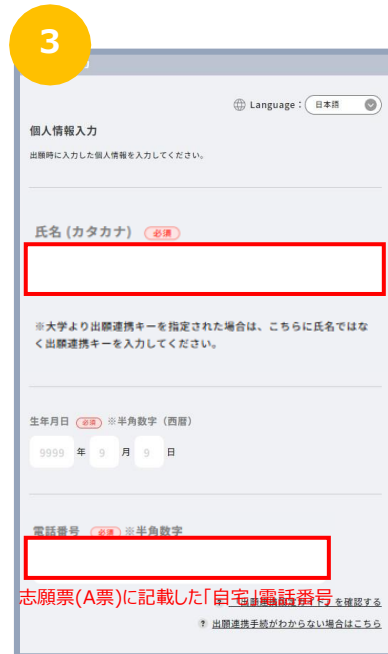 3
Language : 日本語
個人情報入力
出願時に入力した個人情報を入力してください。
氏名 (カタカナ) 必須
※大学より出願連携キーを指定された場合は、こちらに氏名ではな
く出願連携キーを入力してください。
生年月日 必須 ※半角数字（西暦）
9999 年 9 月 9 日
電話番号 必須 ※半角数字
志願票(A票)に記載した「自宅」電話番号
を確認する
? 出願連携手続がわからない場合はこちら